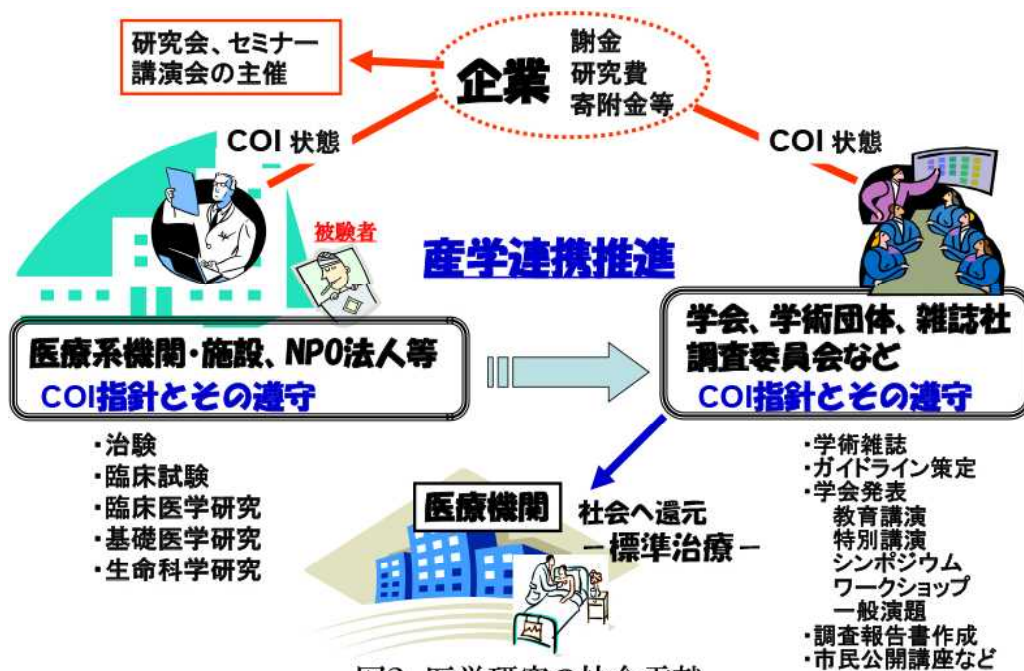 研究会、セミナー
講演会の主催
企業
謝金
研究費
寄附金等
COI 状態
COI 状態
被験者
産学連携推進
医療系機関・施設、NPO法人等
COI指針とその遵守
学会、学術団体、雑誌社
調査委員会など
COI指針とその遵守
・治験
・臨床試験
・臨床医学研究
・基礎医学研究
・生命科学研究
医療機関
社会へ還元
－標準治療－
・学術雑誌
・ガイドライン策定
・学会発表
教育講演
特別講演
シンポジウム
ワークショップ
一般演題
・調査報告書作成
・市民公開講座など